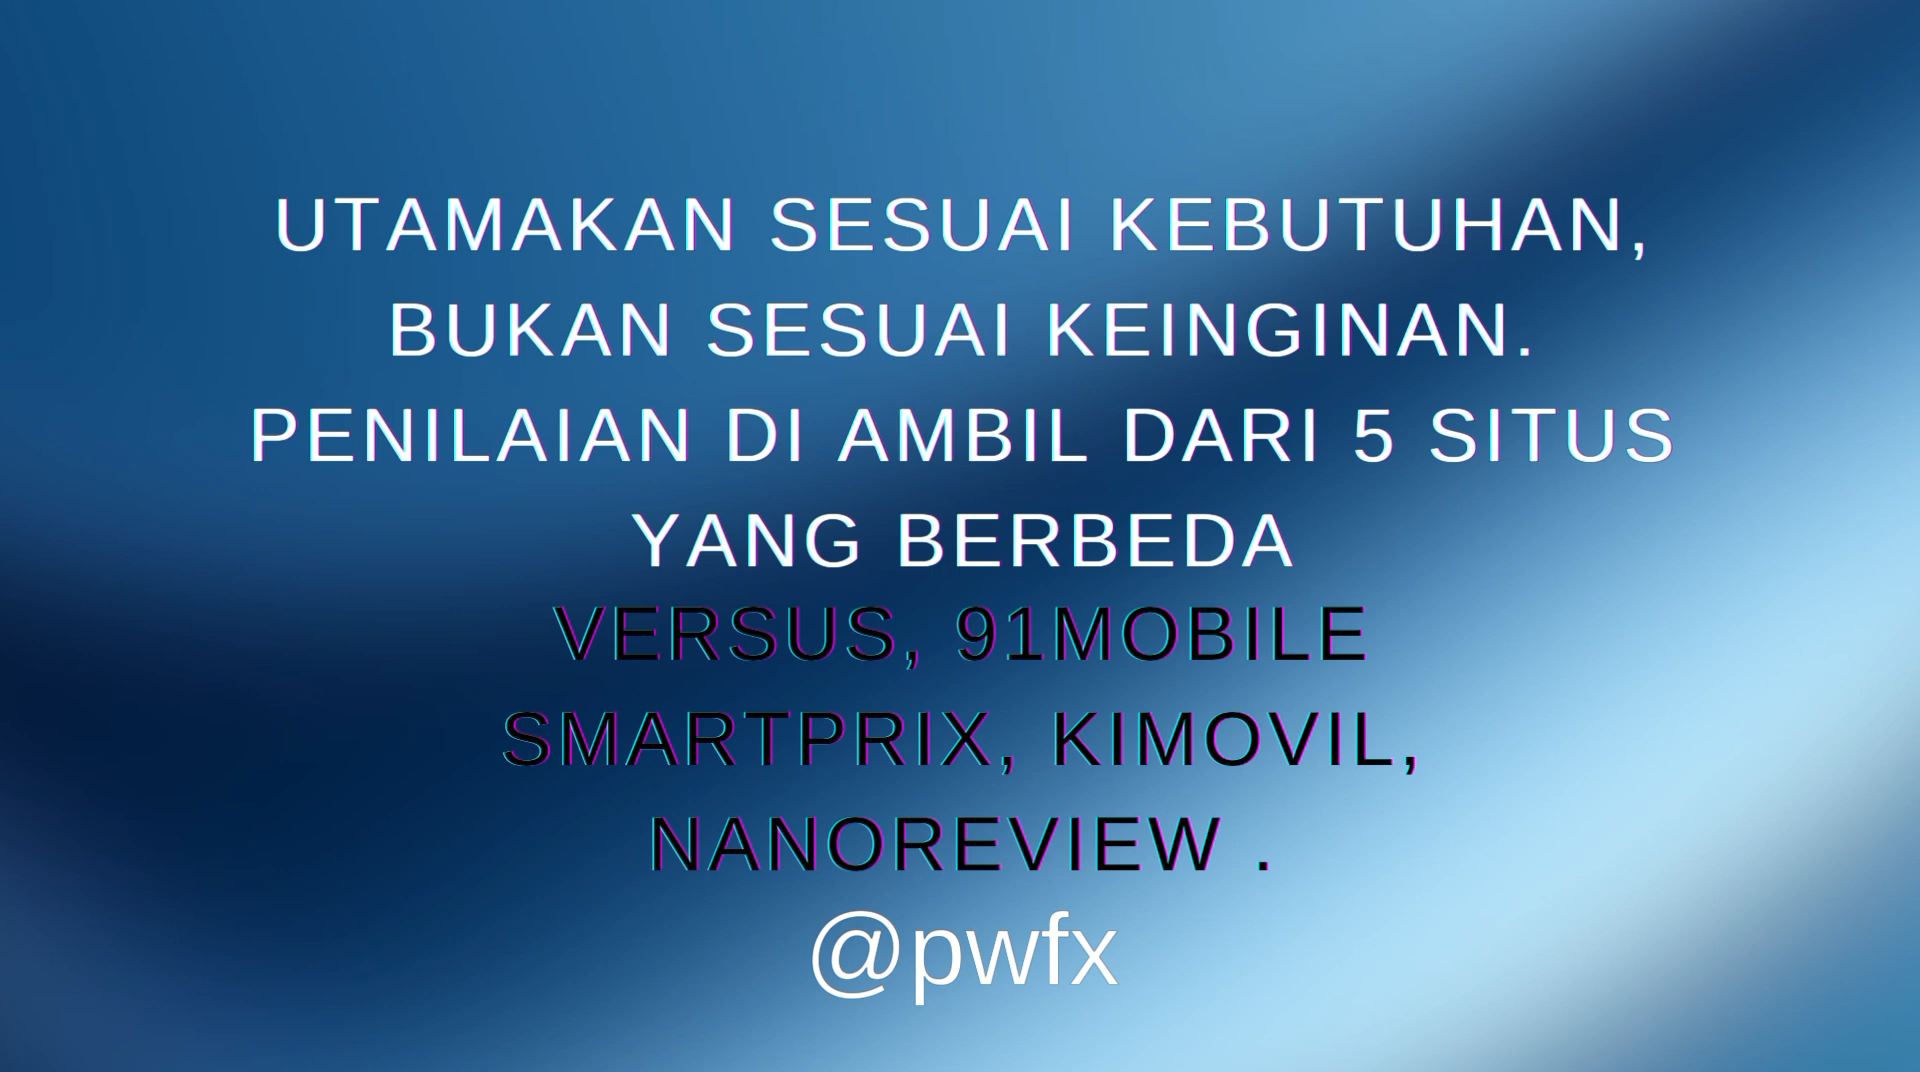 UTAMAKAN SESUAI KEBUTUHAN,
BUKAN SESUAI KEINGINAN.
PENILAIAN DI AMBIL DARI 5 SITUS
YANG BERBEDA
VERSUS, 91MOBILE
SMARTPRIX, KIMOVIL,
NANOREVIEW .
@pwfx